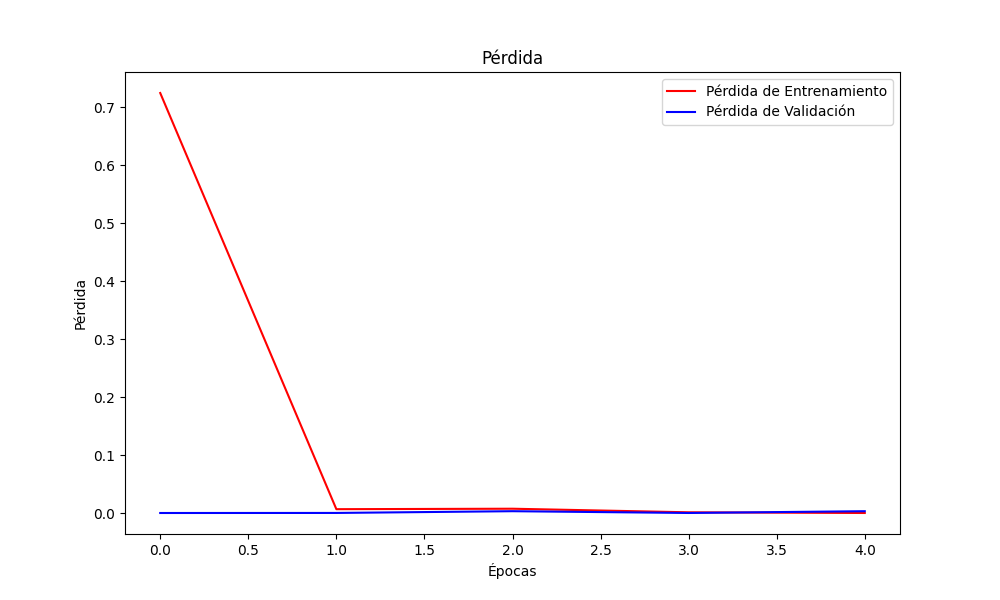 Pérdida
Pérdida de Entrenamiento
Pérdida de Validación
0.7
0.6
0.5
0.4
0.3
0.2
0.1
0.0
Pérdida
0.0 0.5 1.0 1.5 2.0 2.5 3.0 3.5 4.0
Épocas